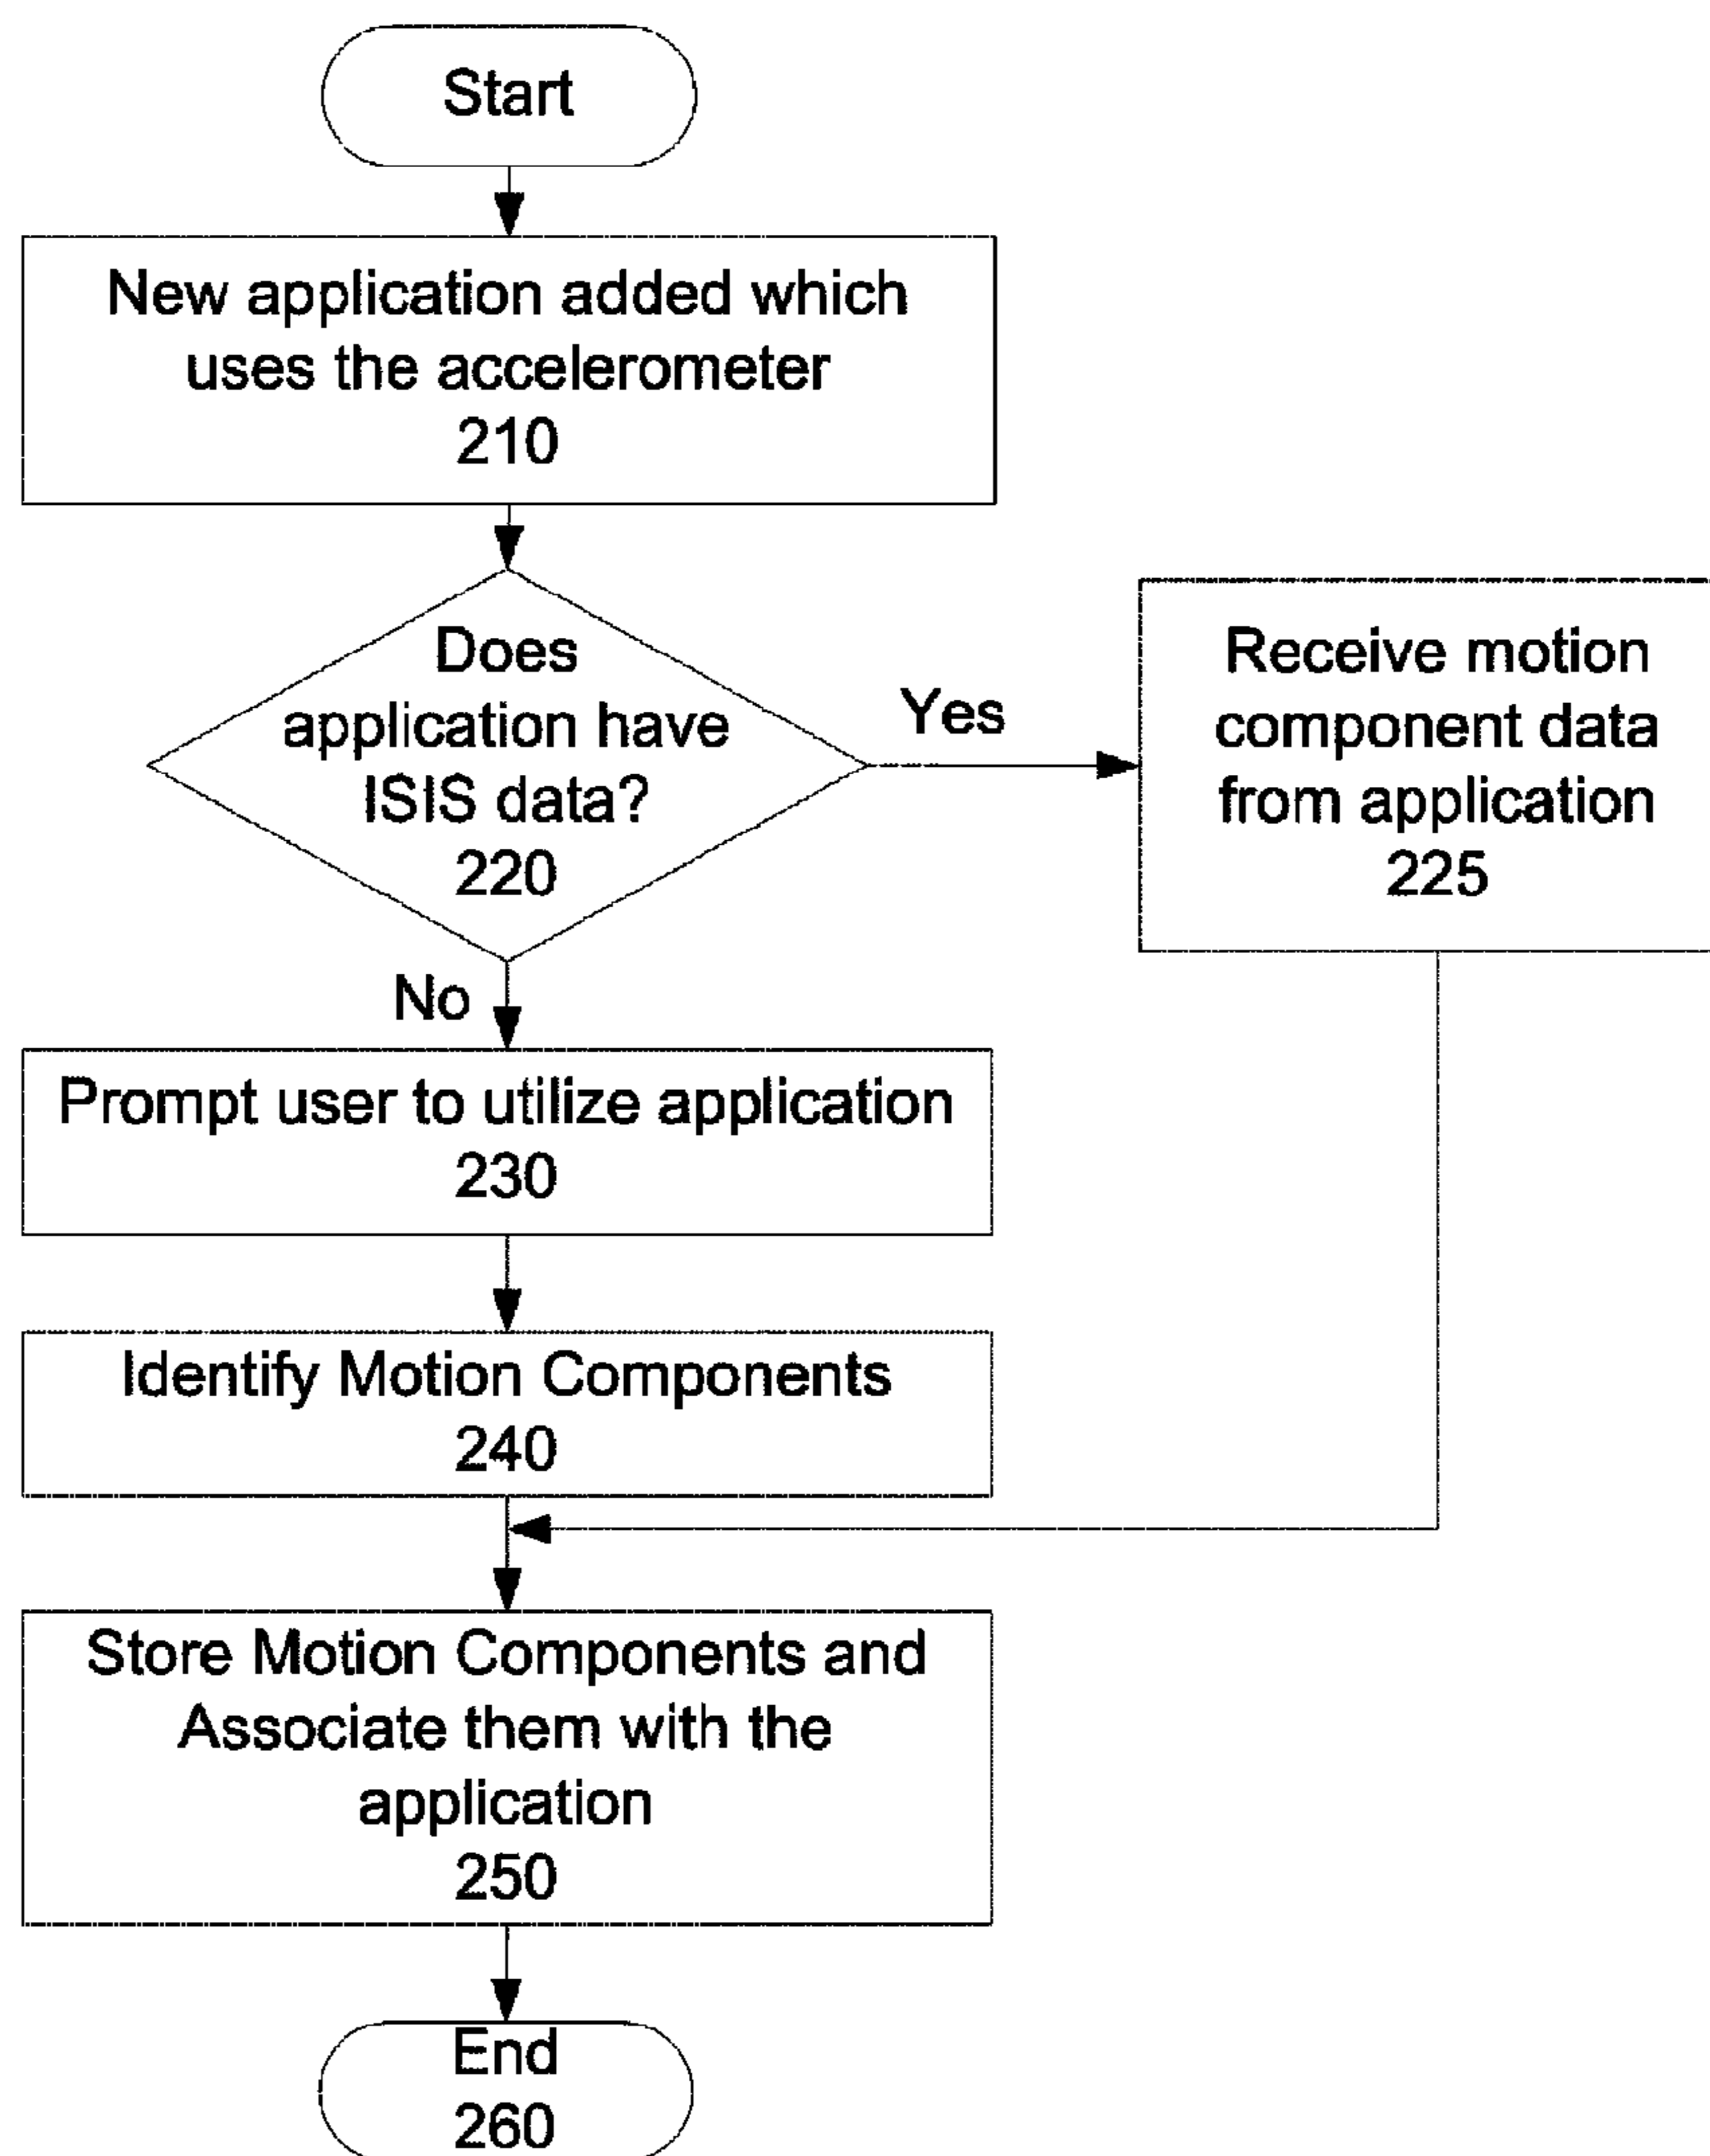 Start
New application added which
uses the accelerometer
210
Does
application have
ISIS data?
220
Yes
Receive motion
component data
from application
225
No
Prompt user to utilize application
230
Identify Motion Components
240
Store Motion Components and
Associate them with the
application
250
End
260